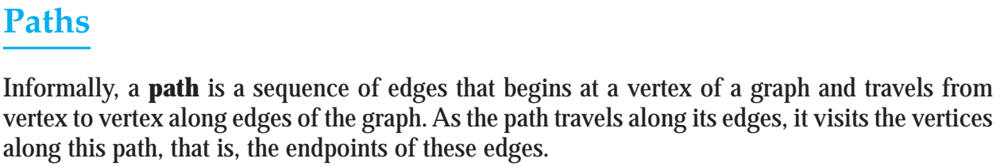 Paths
Informally, a path is a sequence of edges that begins at a vertex of a graph and travels from
vertex to vertex along edges of the graph. As the path travels along its edges, it visits the vertices
along this path, that is, the endpoints of these edges.